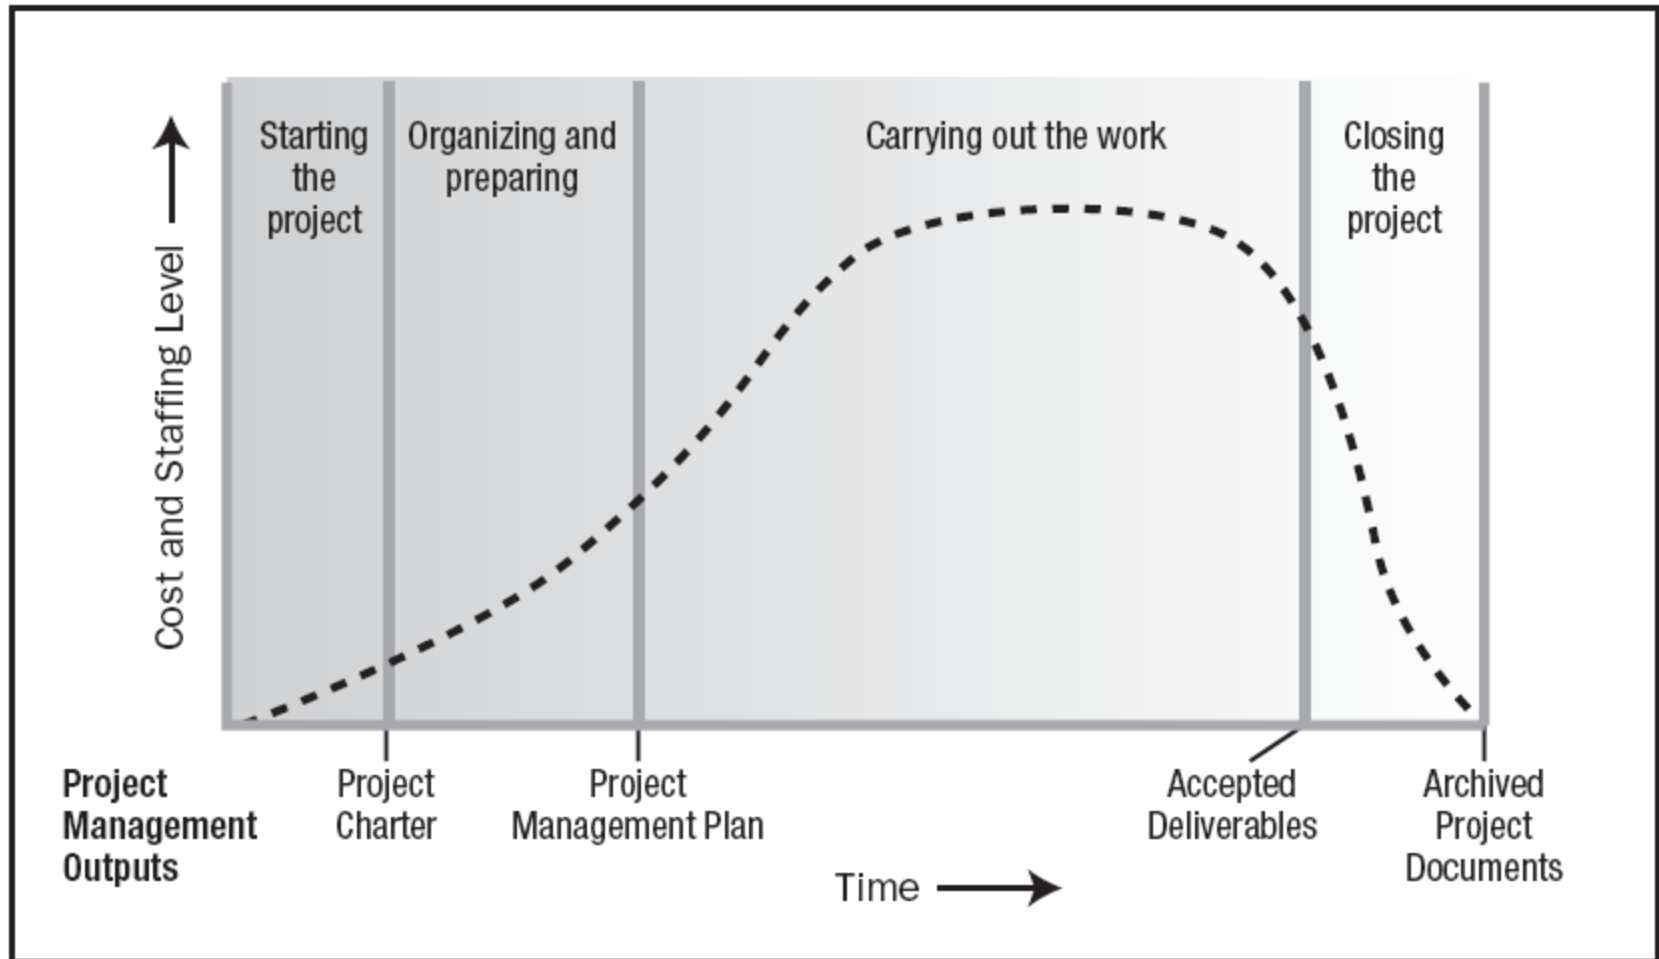 Starting
the
project
Organizing and
preparing
Carrying out the work
Closing
the
project
Cost and Staffing Level
Project
Management
Outputs
Project
Charter
Project
Management Plan
Accepted
Deliverables
Archived
Project
Documents
Time